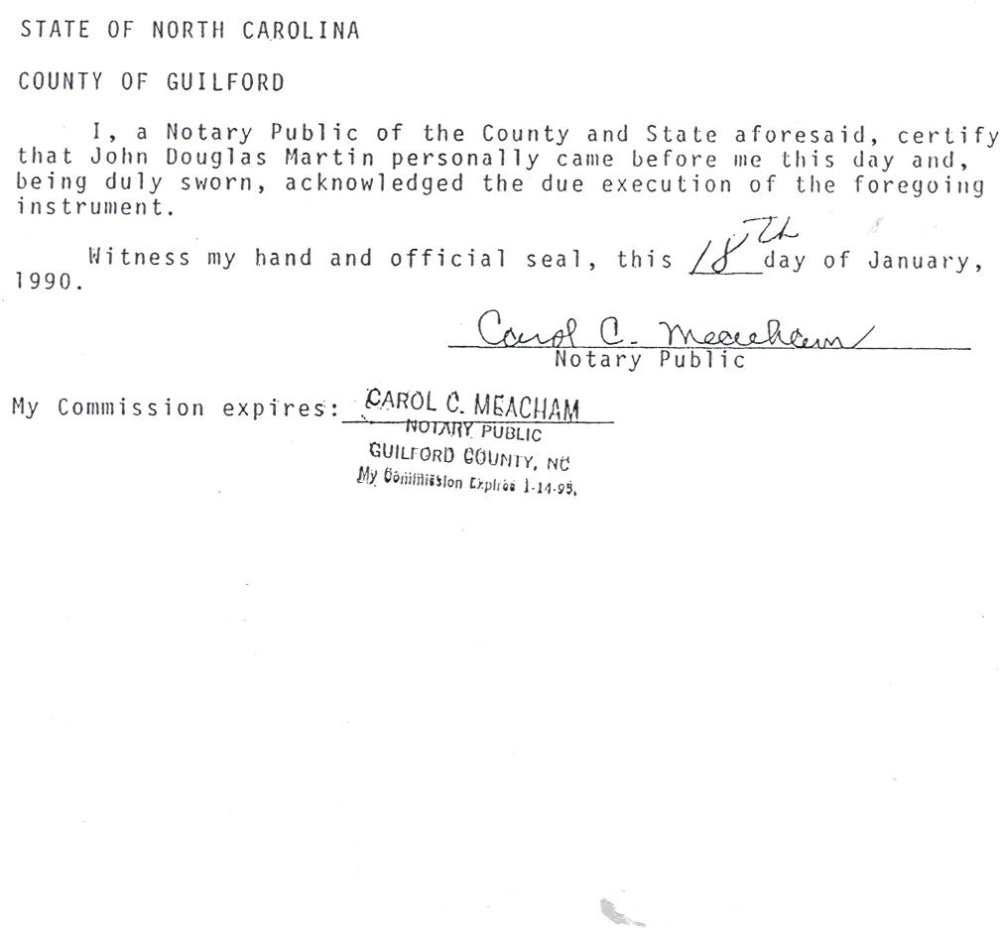 STATE OF NORTH CAROLINA
COUNTY OF GUILFORD
I, a Notary Public of the County and State aforesaid, certify
that John Douglas Martin personally came before me this day and,
being duly sworn, acknowledged the due execution of the foregoing
instrument.
Witness my hand and official seal, this 18th day of January,
1990.
Carol C. Meacham
Notary Public
My Commission expires: CAROL C. MEACHAM
NOTARY PUBLIC
GUILFORD COUNTY, NC
My Commission Expires 1-14-95.